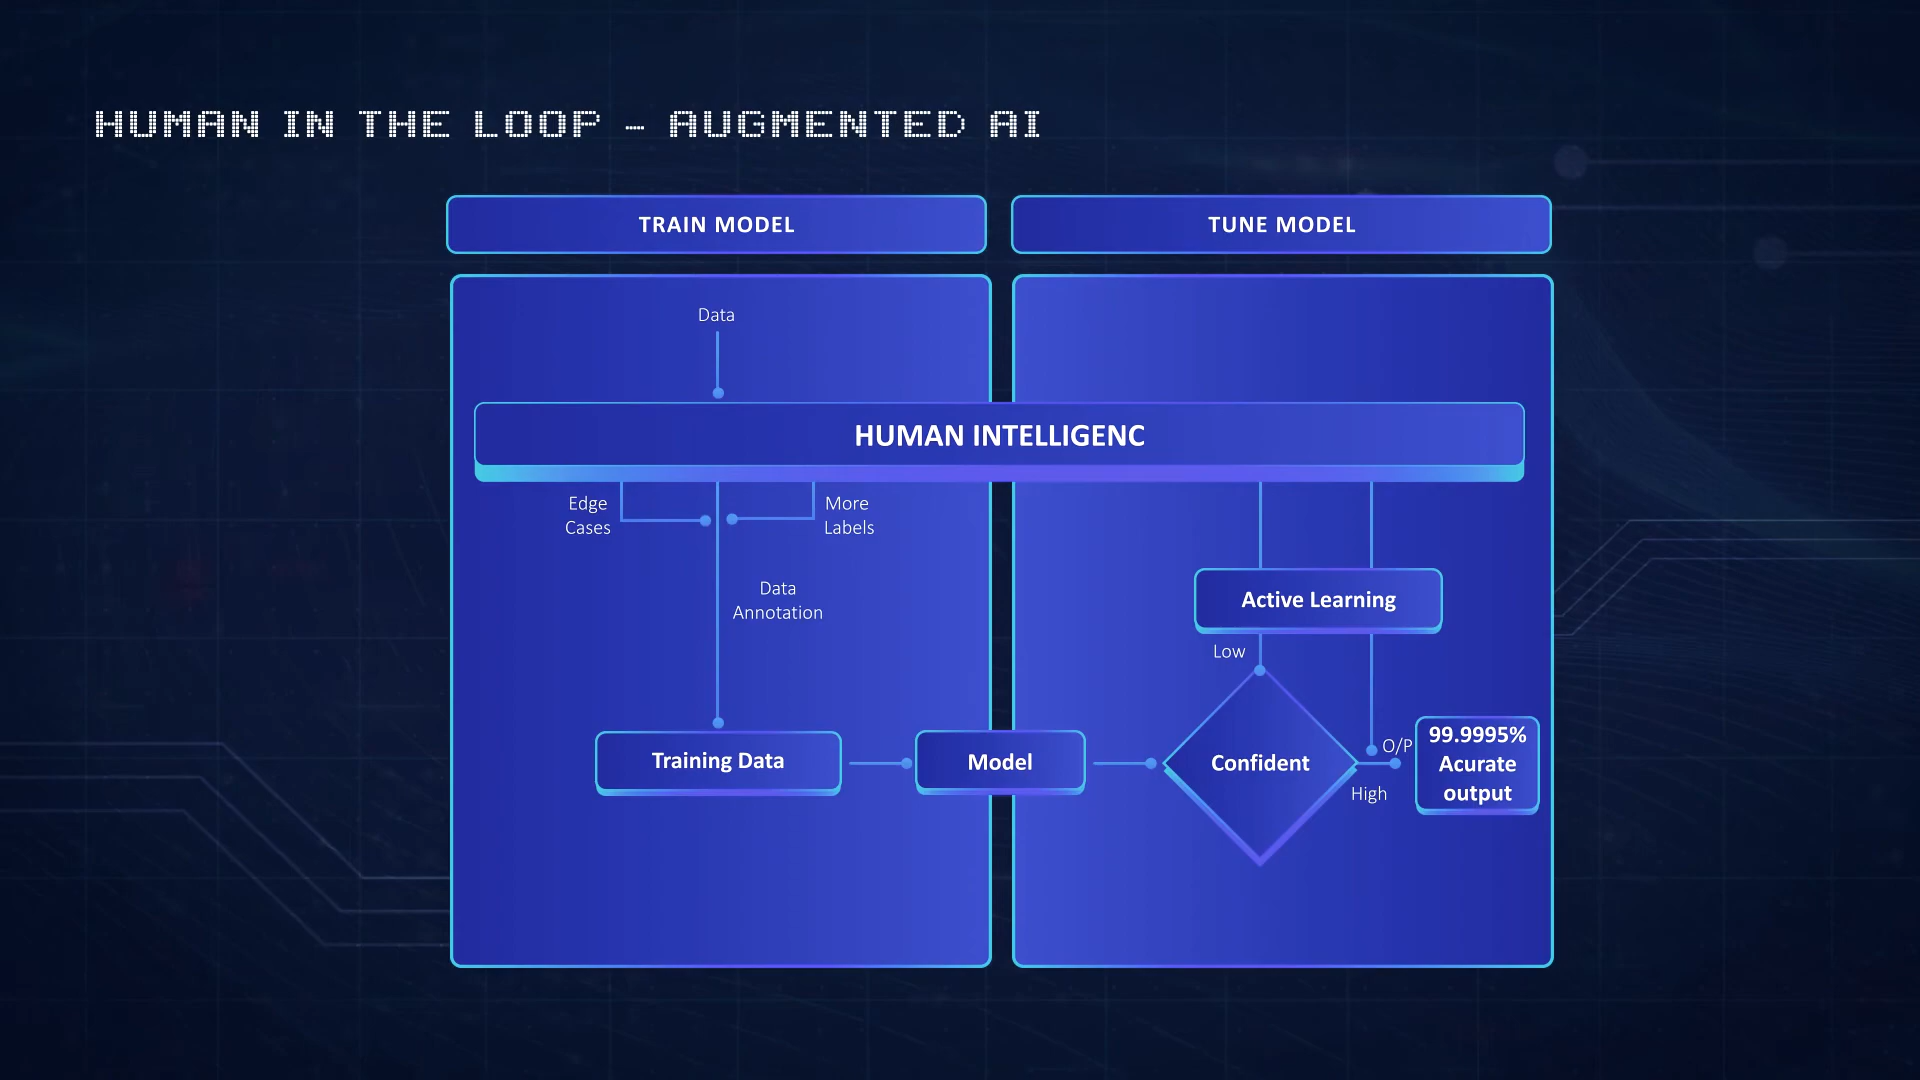 HUMAN IN THE LOOP - AUGMENTED AI
TRAIN MODEL
TUNE MODEL
Data
HUMAN INTELLIGENC
Edge
Cases
More
Labels
Data
Annotation
Active Learning
Low
Training Data
Model
Confident
O/P
High
99.9995%
Acurate
output